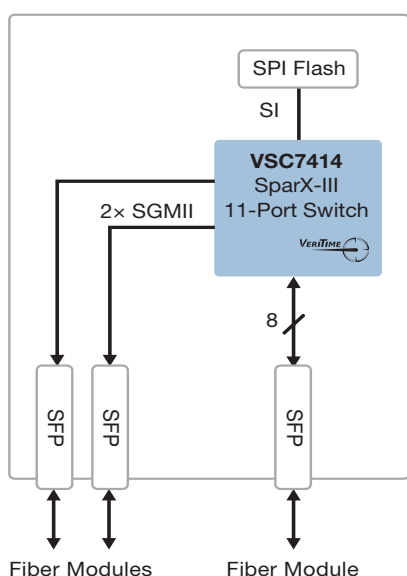 SPI Flash
SI
VSC7414
SparX-III
11-Port Switch
VERITIME
2× SGMII
8
SFP
SFP
SFP
Fiber Modules
Fiber Module